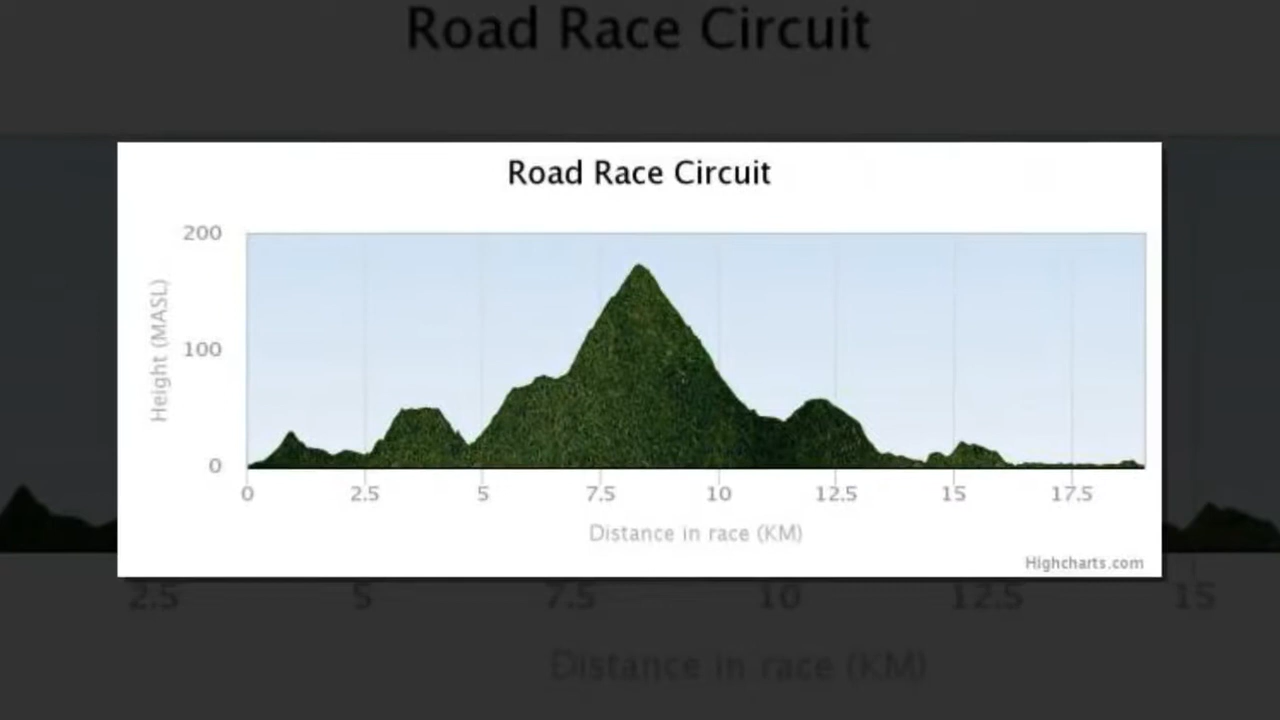 Road Race Circuit
Road Race Circuit
200
Height (MASL)
100
0
0 2.5 5 7.5 10 12.5 15 17.5
Distance in race (KM)
Highcharts.com
2.5 5 7.5 10 12.5 15
Distance in race (KM)